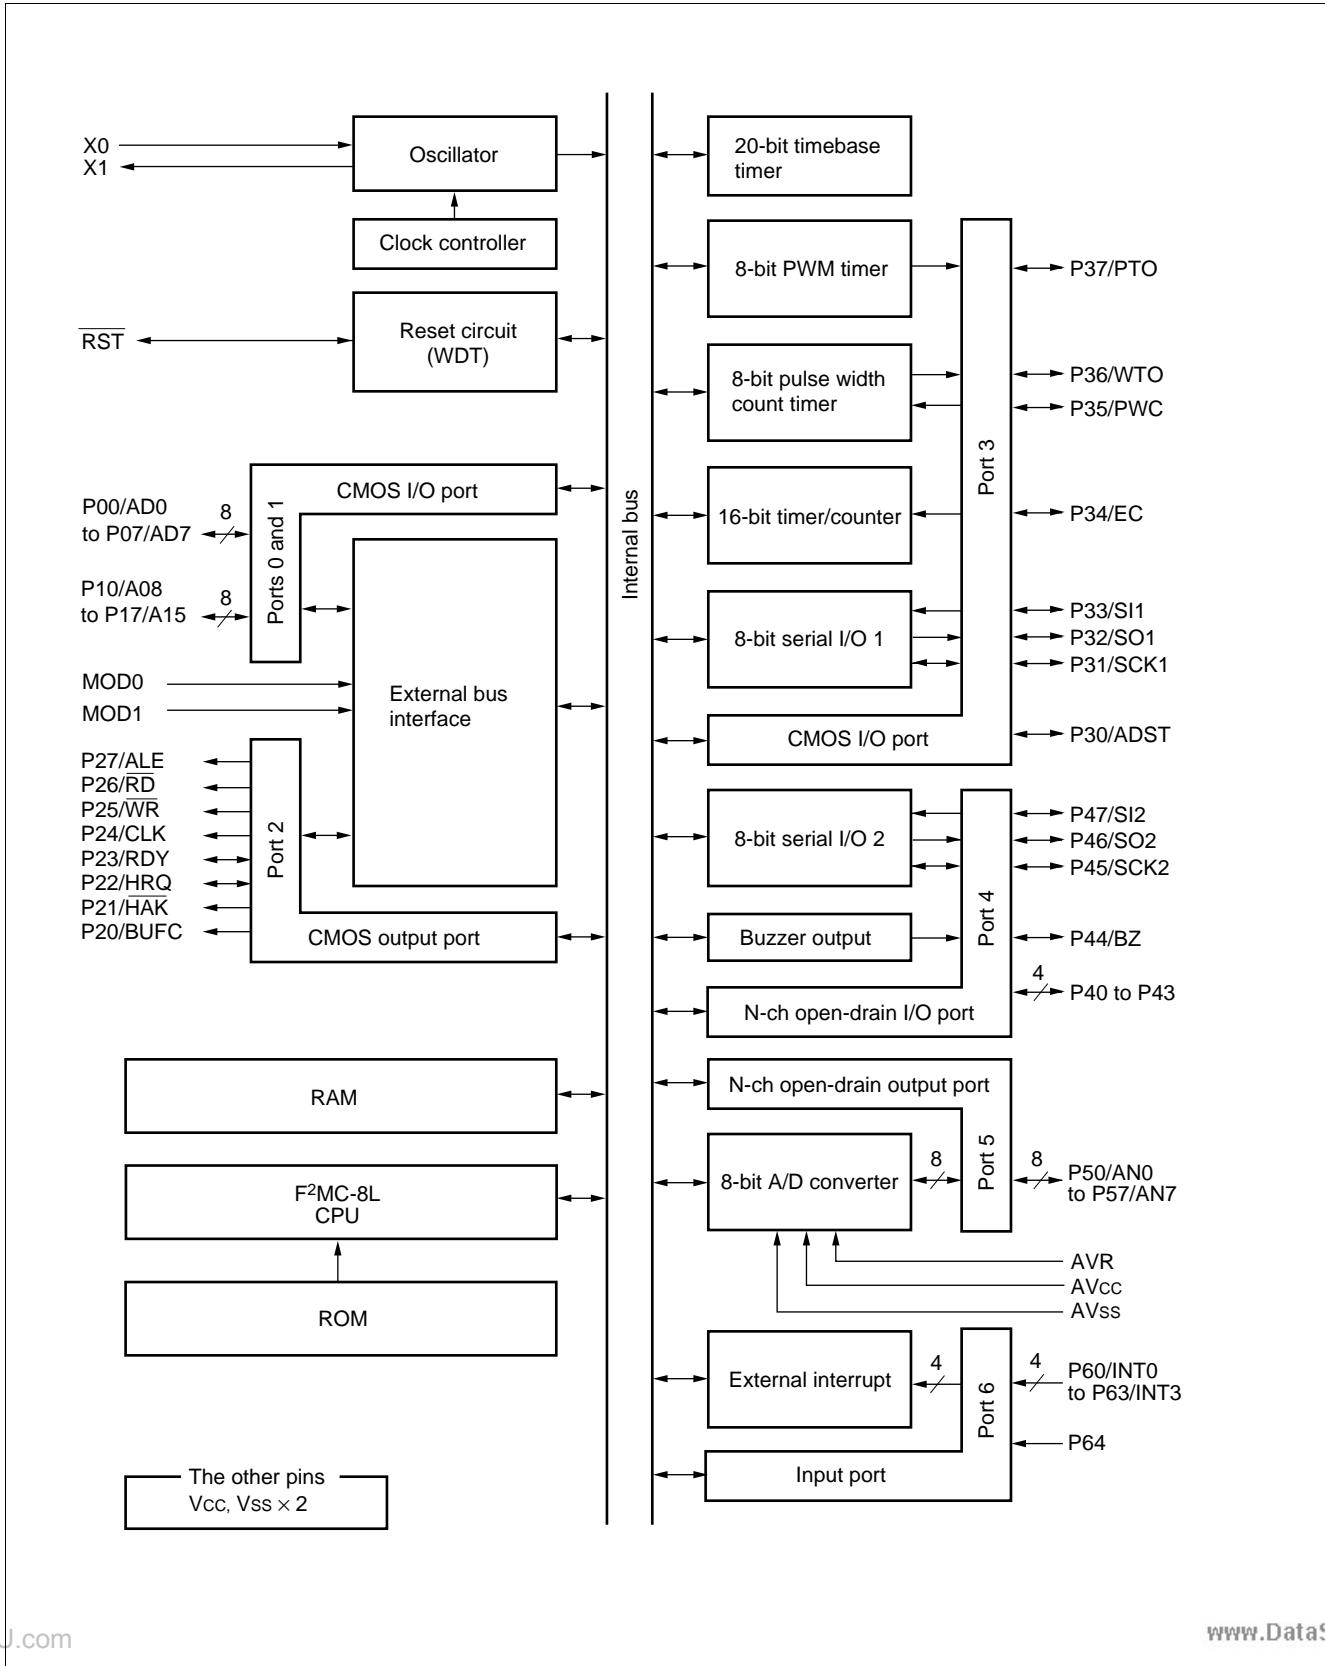 X0
X1
Oscillator
Clock controller
RST
Reset circuit
(WDT)
CMOS I/O port
P00/AD0
to P07/AD7
8
P10/A08
to P17/A15
8
Ports 0 and 1
MOD0
MOD1
External bus
interface
P27/ALE
P26/RD
P25/WR
P24/CLK
P23/RDY
P22/HRQ
P21/HAK
P20/BUFC
Port 2
CMOS output port
RAM
F²MC-8L
CPU
ROM
The other pins
VCC, VSS × 2
Internal bus
20-bit timebase
timer
8-bit PWM timer
8-bit pulse width
count timer
16-bit timer/counter
8-bit serial I/O 1
CMOS I/O port
Port 3
P37/PTO
P36/WTO
P35/PWC
P34/EC
P33/SI1
P32/SO1
P31/SCK1
P30/ADST
8-bit serial I/O 2
Buzzer output
N-ch open-drain I/O port
Port 4
P47/SI2
P46/SO2
P45/SCK2
P44/BZ
4
P40 to P43
N-ch open-drain output port
8-bit A/D converter
8
Port 5
8
P50/AN0
to P57/AN7
AVR
AVCC
AVSS
External interrupt
4
Port 6
4
P60/INT0
to P63/INT3
P64
Input port
J.com
www.DataS